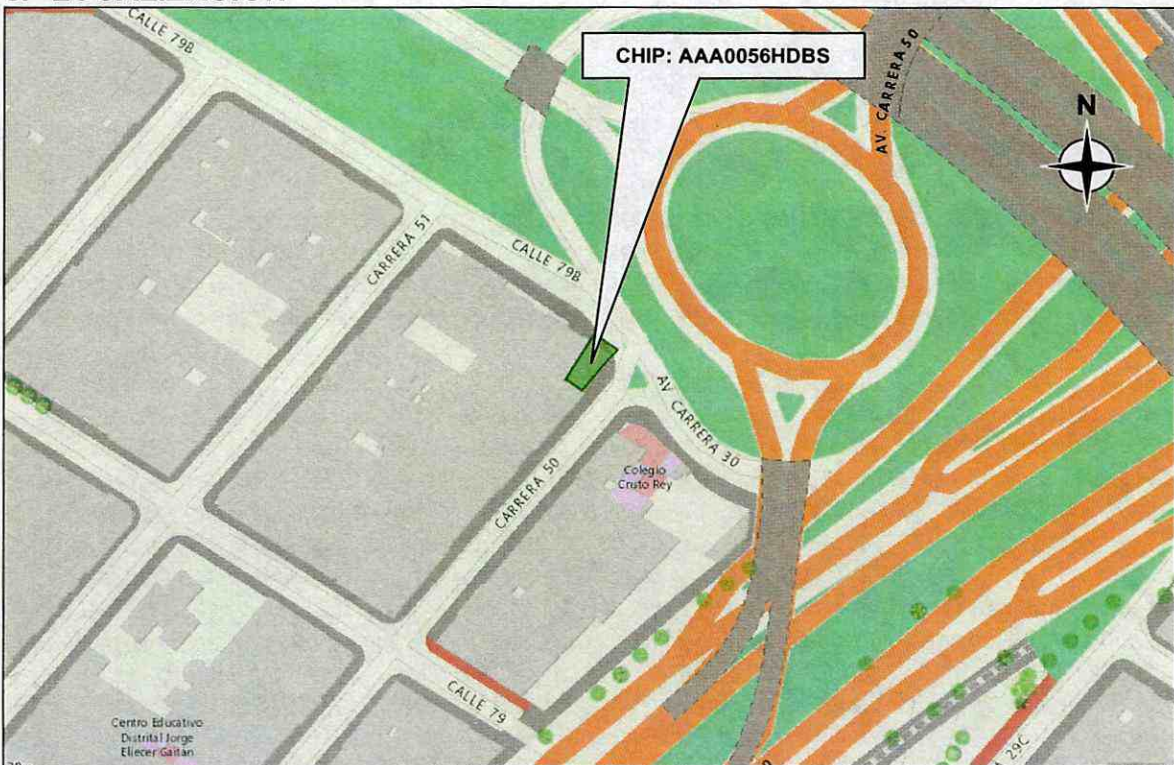 CALLE 79B
CHIP: AAA0056HDBS
AV. CARRERA 50
N
CARRERA 51
CALLE 79B
AV. CARRERA 30
Colegio
Cristo Rey
CARRERA 50
CALLE 79
Centro Educativo
Distrital Jorge
Eliecer Gaitán
29C